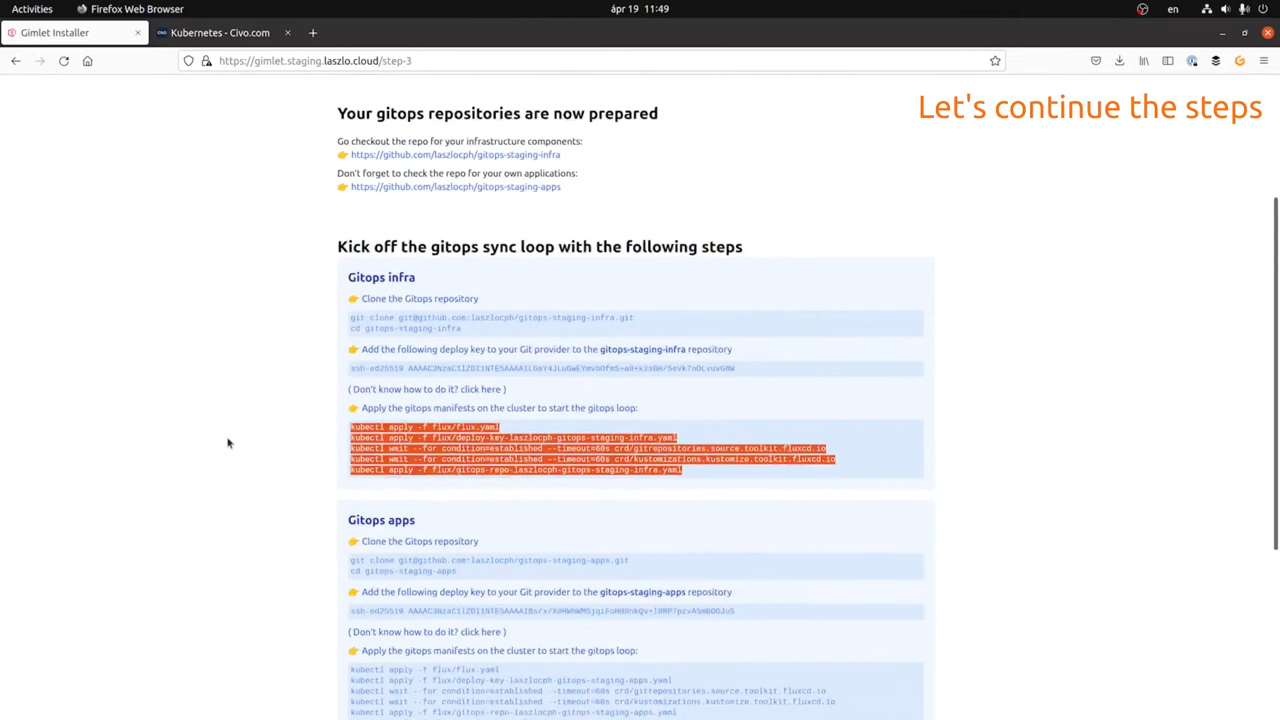 Activities
Firefox Web Browser
ápr 19 11:49
en
Gimlet Installer
Kubernetes - Civo.com
https://gimlet.staging.laszlo.cloud/step-3
Let's continue the steps
Your gitops repositories are now prepared
Go checkout the repo for your infrastructure components:
👉 https://github.com/laszlocph/gitops-staging-infra
Don't forget to check the repo for your own applications:
👉 https://github.com/laszlocph/gitops-staging-apps
Kick off the gitops sync loop with the following steps
Gitops infra
👉 Clone the Gitops repository
git clone git@github.com:laszlocph/gitops-staging-infra.git
cd gitops-staging-infra
👉 Add the following deploy key to your Git provider to the gitops-staging-infra repository
ssh-ed25519
( Don't know how to do it? click here )
👉 Apply the gitops manifests on the cluster to start the gitops loop:
kubectl apply -f flux/flux.yaml
kubectl apply -f flux/deploy-key-laszlocph-gitops-staging-infra.yaml
kubectl wait --for condition=established --timeout=60s crd/gitrepositories.source.toolkit.fluxcd.io
kubectl wait --for condition=established --timeout=60s crd/kustomizations.kustomize.toolkit.fluxcd.io
kubectl apply -f flux/gitops-repo-laszlocph-gitops-staging-infra.yaml
Gitops apps
👉 Clone the Gitops repository
git clone git@github.com:laszlocph/gitops-staging-apps.git
cd gitops-staging-apps
👉 Add the following deploy key to your Git provider to the gitops-staging-apps repository
ssh-ed25519
( Don't know how to do it? click here )
👉 Apply the gitops manifests on the cluster to start the gitops loop:
kubectl apply -f flux/flux.yaml
kubectl apply -f flux/deploy-key-laszlocph-gitops-staging-apps.yaml
kubectl wait --for condition=established --timeout=60s crd/gitrepositories.source.toolkit.fluxcd.io
kubectl wait --for condition=established --timeout=60s crd/kustomizations.kustomize.toolkit.fluxcd.io
kubectl apply -f flux/gitops-repo-laszlocph-gitops-staging-apps.yaml